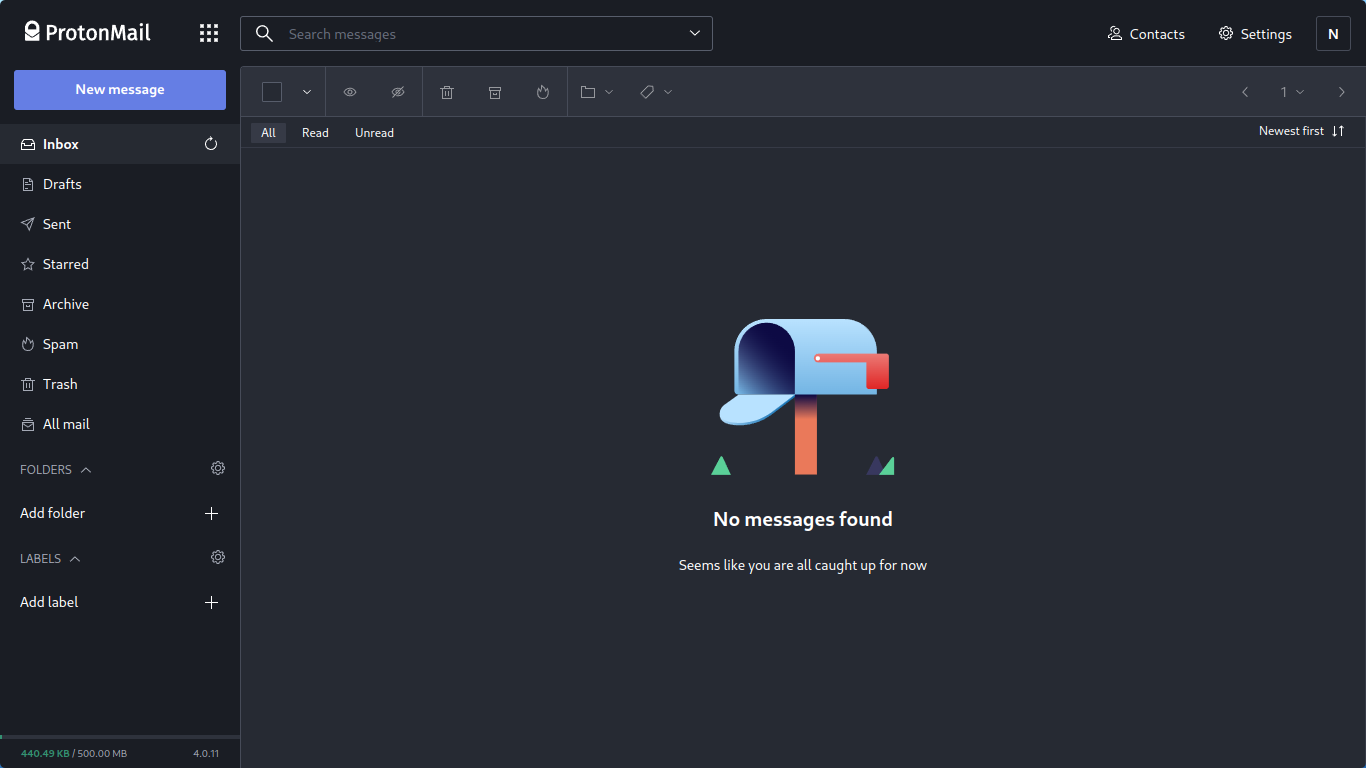 ProtonMail
Search messages
Contacts
Settings
N
New message
1
All
Read
Unread
Newest first
Inbox
Drafts
Sent
Starred
Archive
Spam
Trash
All mail
FOLDERS
Add folder
LABELS
Add label
No messages found
Seems like you are all caught up for now
440.49 KB / 500.00 MB
4.0.11